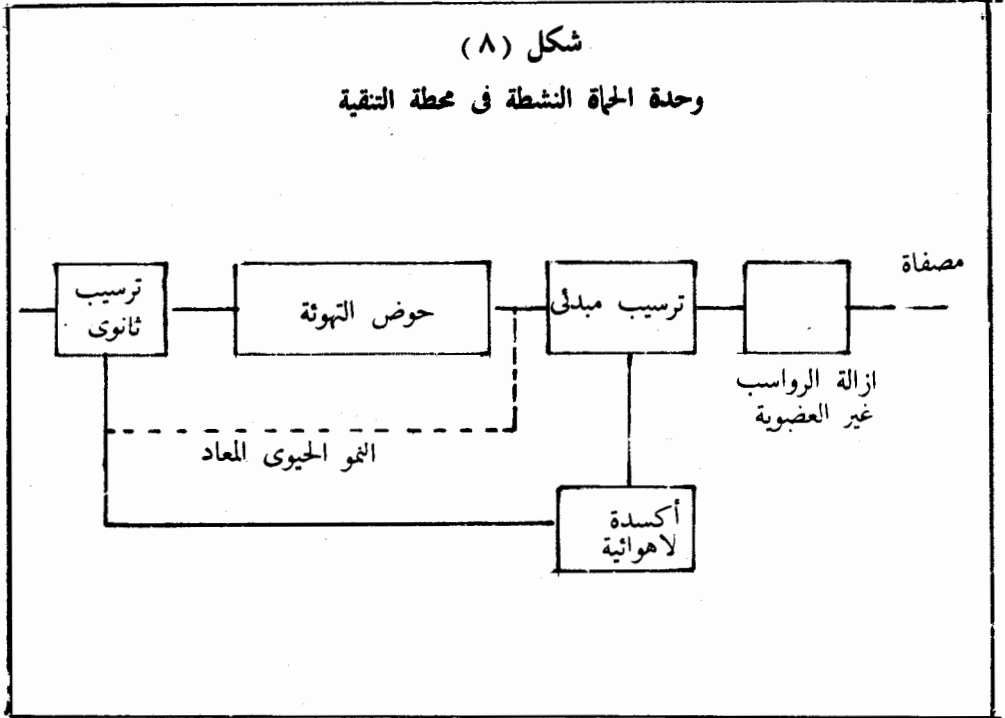 شكل (٨)
وحدة الحمأة النشطة فى محطة التنقية
مصفاة
ازالة الرواسب
غير العضوية
ترسيب مبدئى
حوض التهوئة
ترسيب
ثانوى
النمو الحيوى المعاد
أكسدة
لاهوائية